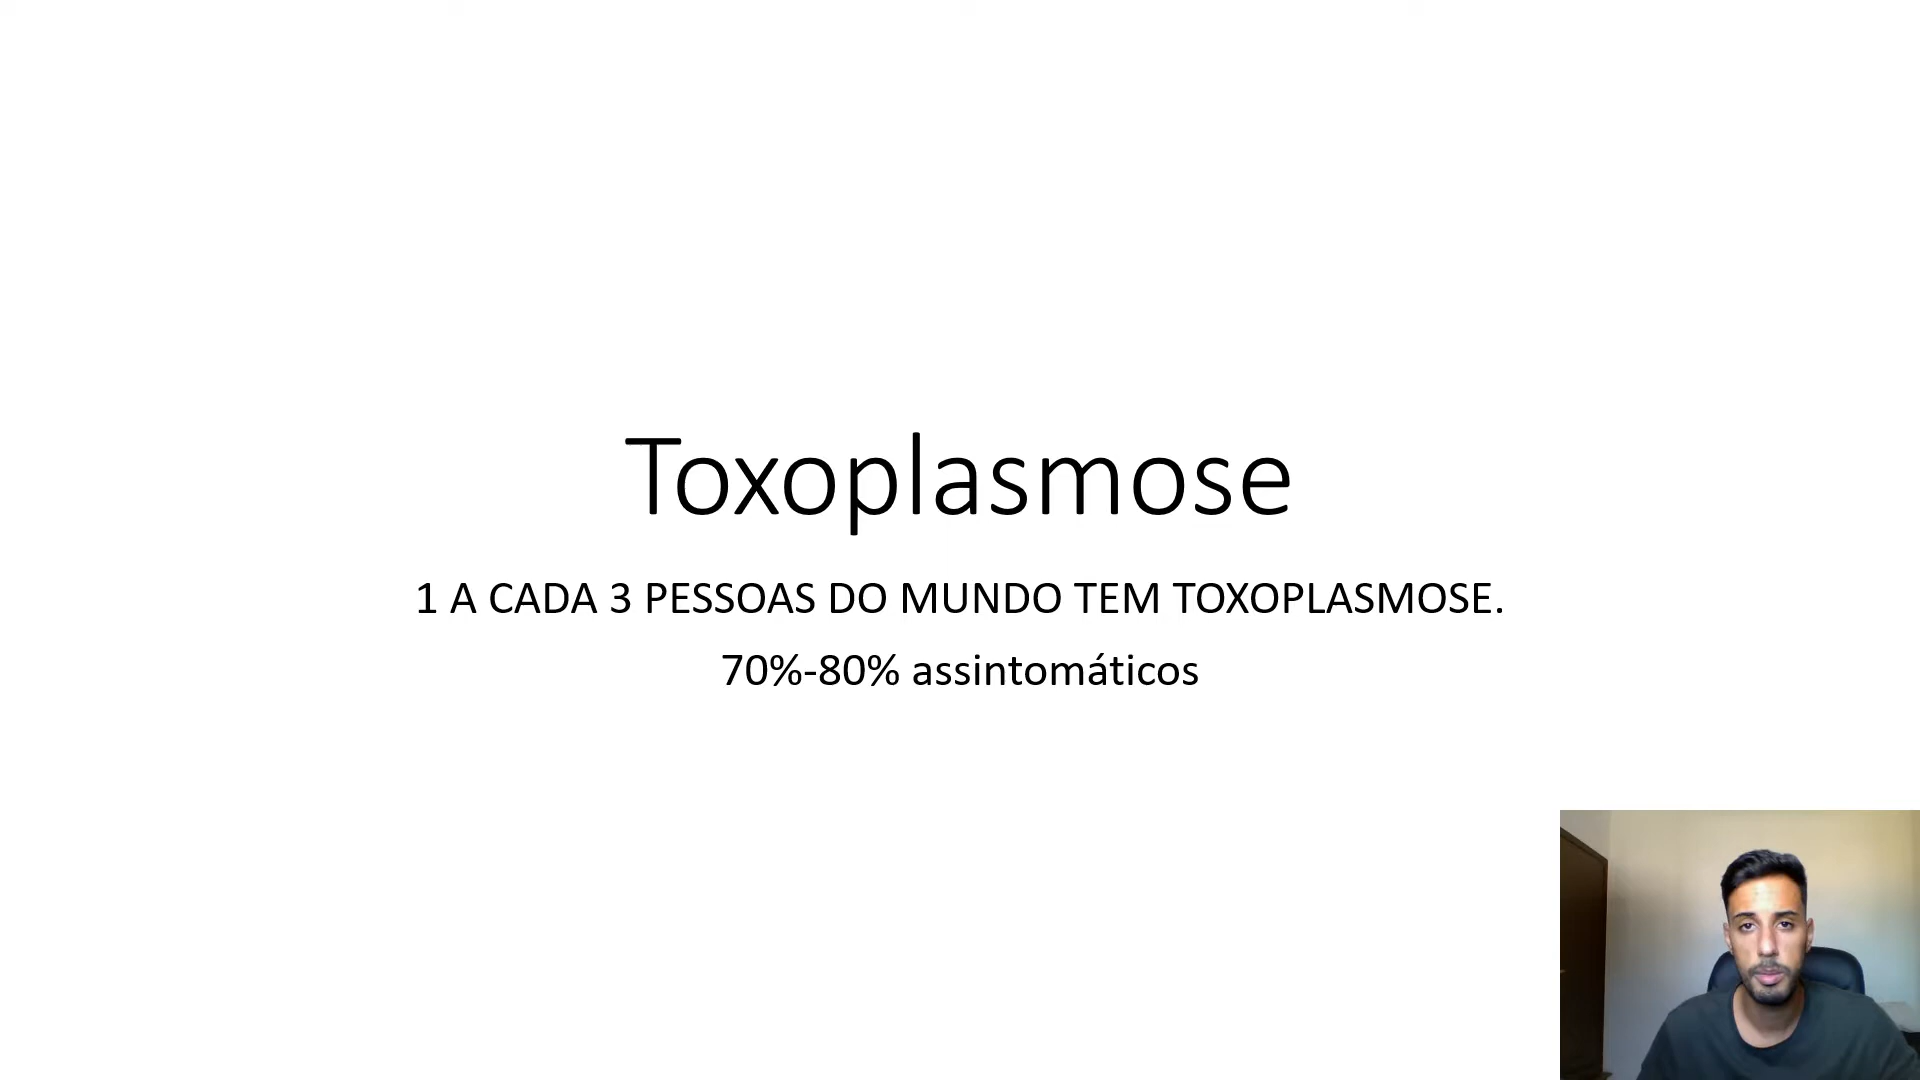 Toxoplasmose
1 A CADA 3 PESSOAS DO MUNDO TEM TOXOPLASMOSE.
70%-80% assintomáticos